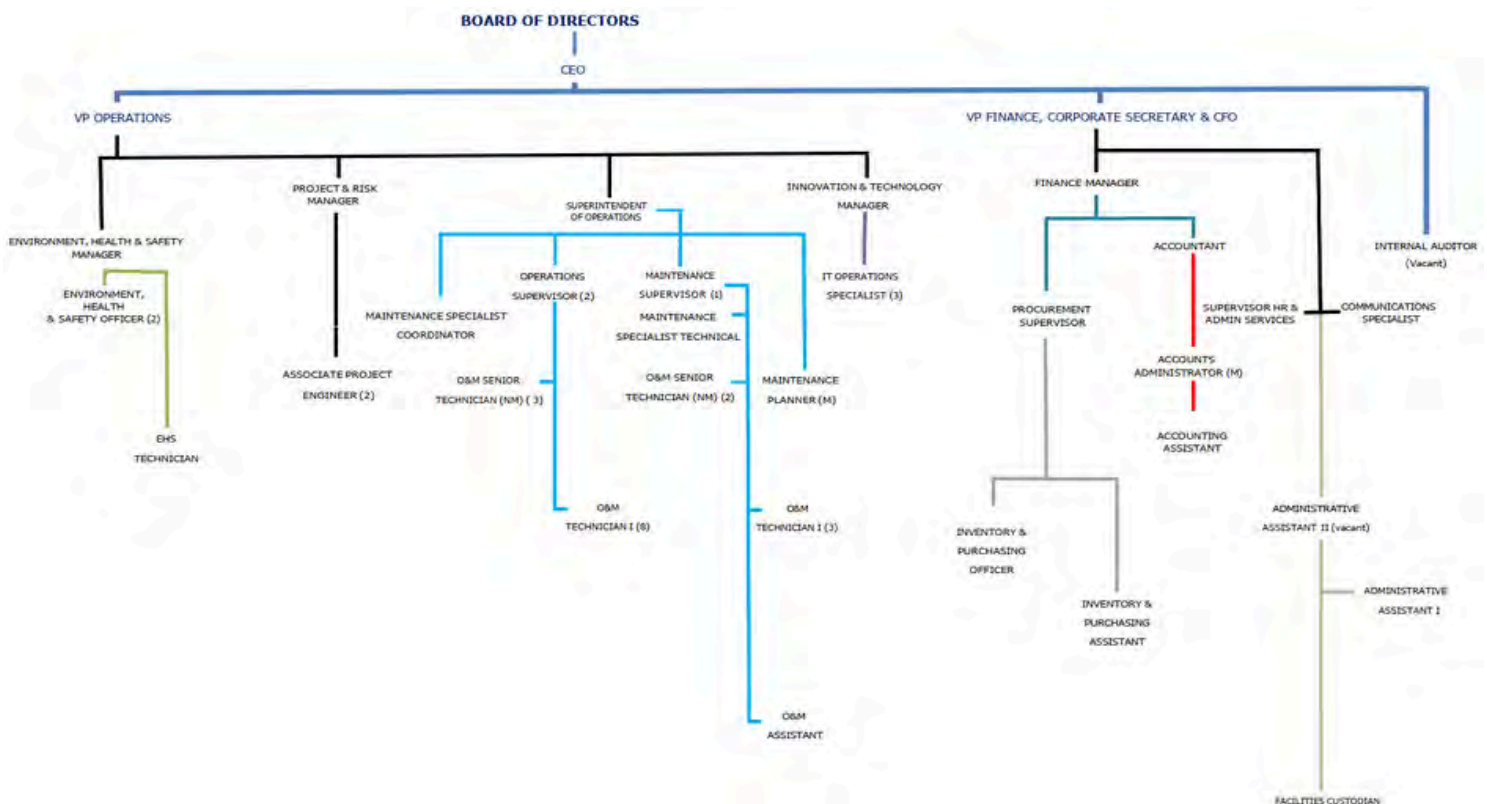 BOARD OF DIRECTORS
CEO
VP OPERATIONS
VP FINANCE, CORPORATE SECRETARY & CFO
PROJECT & RISK
MANAGER
SUPERINTENDENT
OF OPERATIONS
INNOVATION & TECHNOLOGY
MANAGER
FINANCE MANAGER
ENVIRONMENT, HEALTH & SAFETY
MANAGER
ACCOUNTANT
INTERNAL AUDITOR
(Vacant)
ENVIRONMENT,
HEALTH
& SAFETY OFFICER (2)
OPERATIONS
SUPERVISOR (2)
MAINTENANCE
SUPERVISOR (1)
IT OPERATIONS
SPECIALIST (3)
MAINTENANCE SPECIALIST
COORDINATOR
MAINTENANCE
SPECIALIST TECHNICAL
PROCUREMENT
SUPERVISOR
SUPERVISOR HR &
ADMIN SERVICES
COMMUNICATIONS
SPECIALIST
ASSOCIATE PROJECT
ENGINEER (2)
O&M SENIOR
TECHNICIAN (NM) ( 3)
O&M SENIOR
TECHNICIAN (NM) (2)
MAINTENANCE
PLANNER (M)
ACCOUNTS
ADMINISTRATOR (M)
EHS
TECHNICIAN
ACCOUNTING
ASSISTANT
O&M
TECHNICIAN I (8)
O&M
TECHNICIAN I (3)
INVENTORY &
PURCHASING
OFFICER
ADMINISTRATIVE
ASSISTANT II (vacant)
INVENTORY &
PURCHASING
ASSISTANT
ADMINISTRATIVE
ASSISTANT I
O&M
ASSISTANT
FACILITIES CUSTODIAN